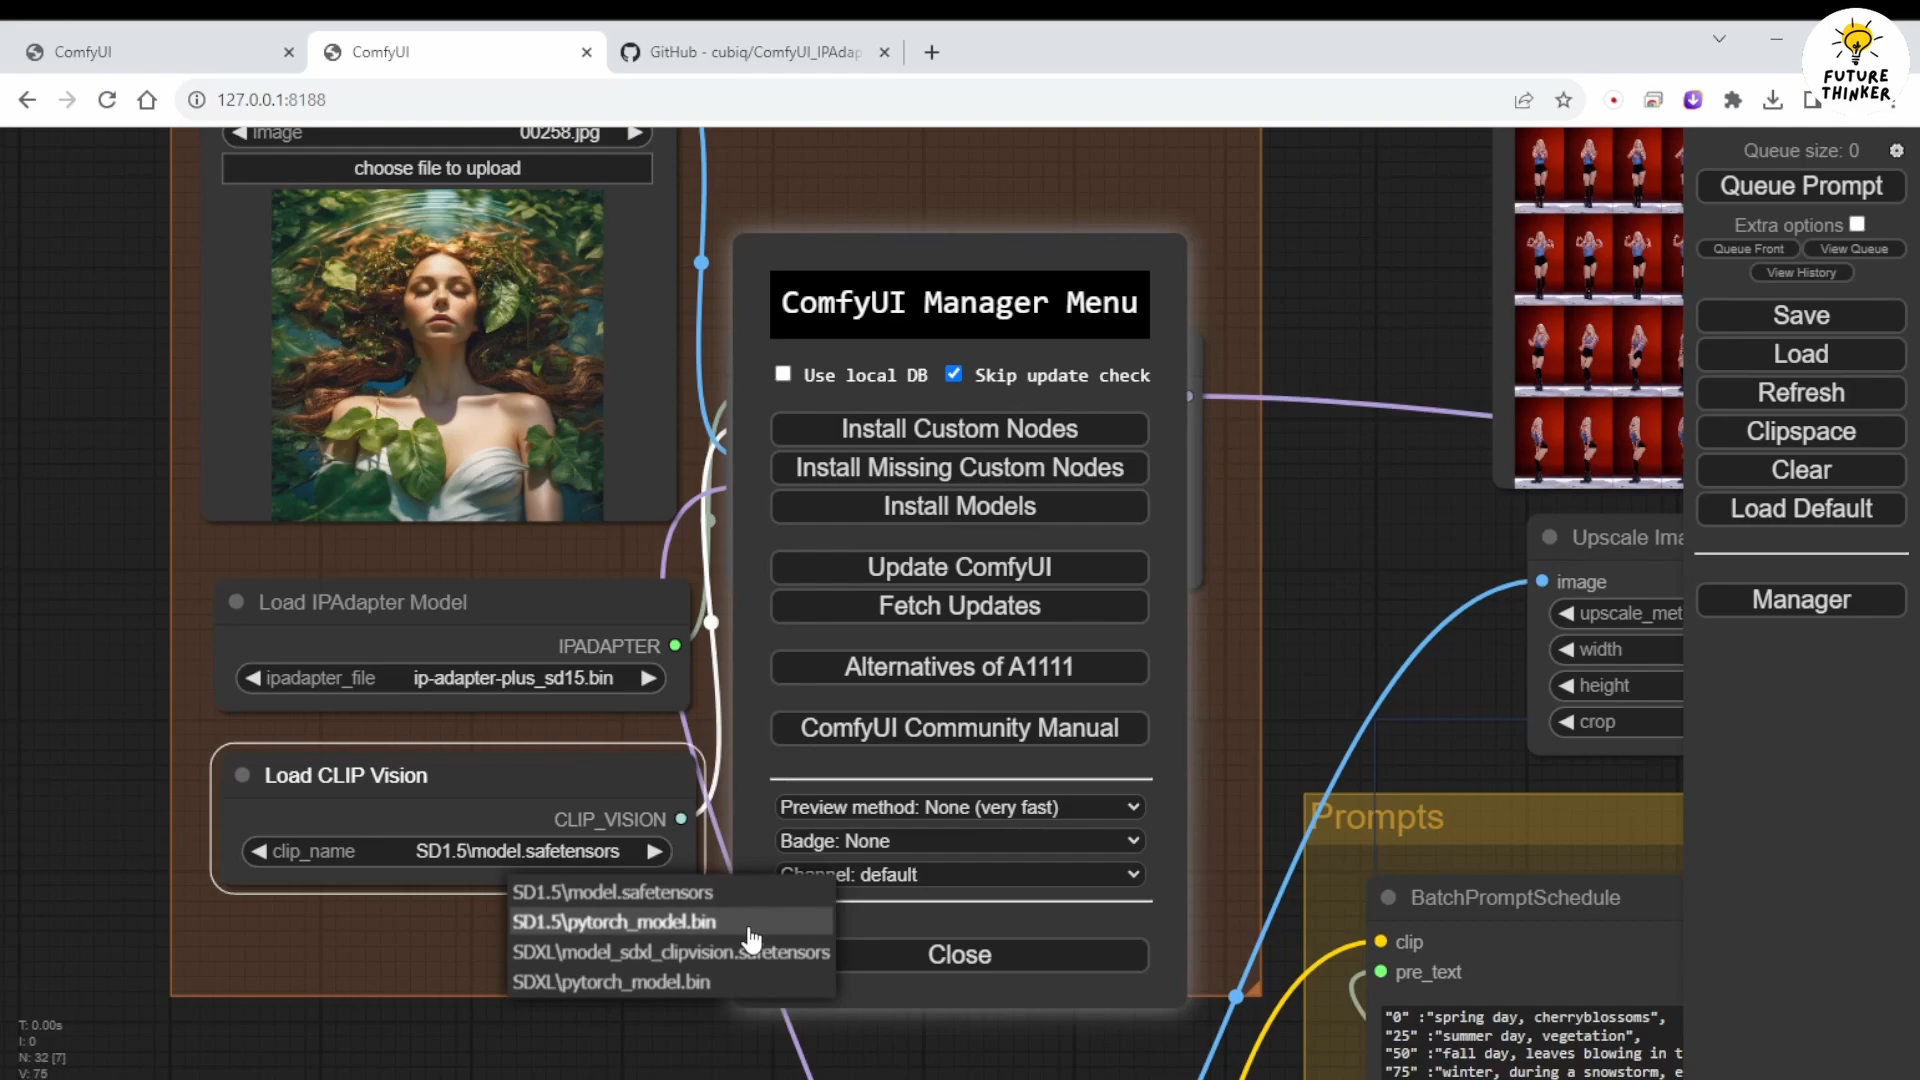 ComfyUI
ComfyUI
GitHub - cubiq/ComfyUI_IPAdap
FUTURE
THINKER
127.0.0.1:8188
image 00258.jpg
choose file to upload
Load IPAdapter Model
IPADAPTER
ipadapter_file ip-adapter-plus_sd15.bin
Load CLIP Vision
CLIP_VISION
clip_name SD1.5\model.safetensors
SD1.5\model.safetensors
SD1.5\pytorch_model.bin
SDXL\model_sdxl_clipvision.safetensors
SDXL\pytorch_model.bin
T: 0.00s
I: 0
N: 32 [7]
V: 75
ComfyUI Manager Menu
Use local DB Skip update check
Install Custom Nodes
Install Missing Custom Nodes
Install Models
Update ComfyUI
Fetch Updates
Alternatives of A1111
ComfyUI Community Manual
Preview method: None (very fast)
Badge: None
Channel: default
Close
Upscale Ima
image
upscale_met
width
height
crop
Prompts
BatchPromptSchedule
clip
pre_text
"0" :"spring day, cherryblossoms",
"25" :"summer day, vegetation",
"50" :"fall day, leaves blowing in t
"75" :"winter, during a snowstorm, e
Queue size: 0
Queue Prompt
Extra options
Queue Front View Queue
View History
Save
Load
Refresh
Clipspace
Clear
Load Default
Manager